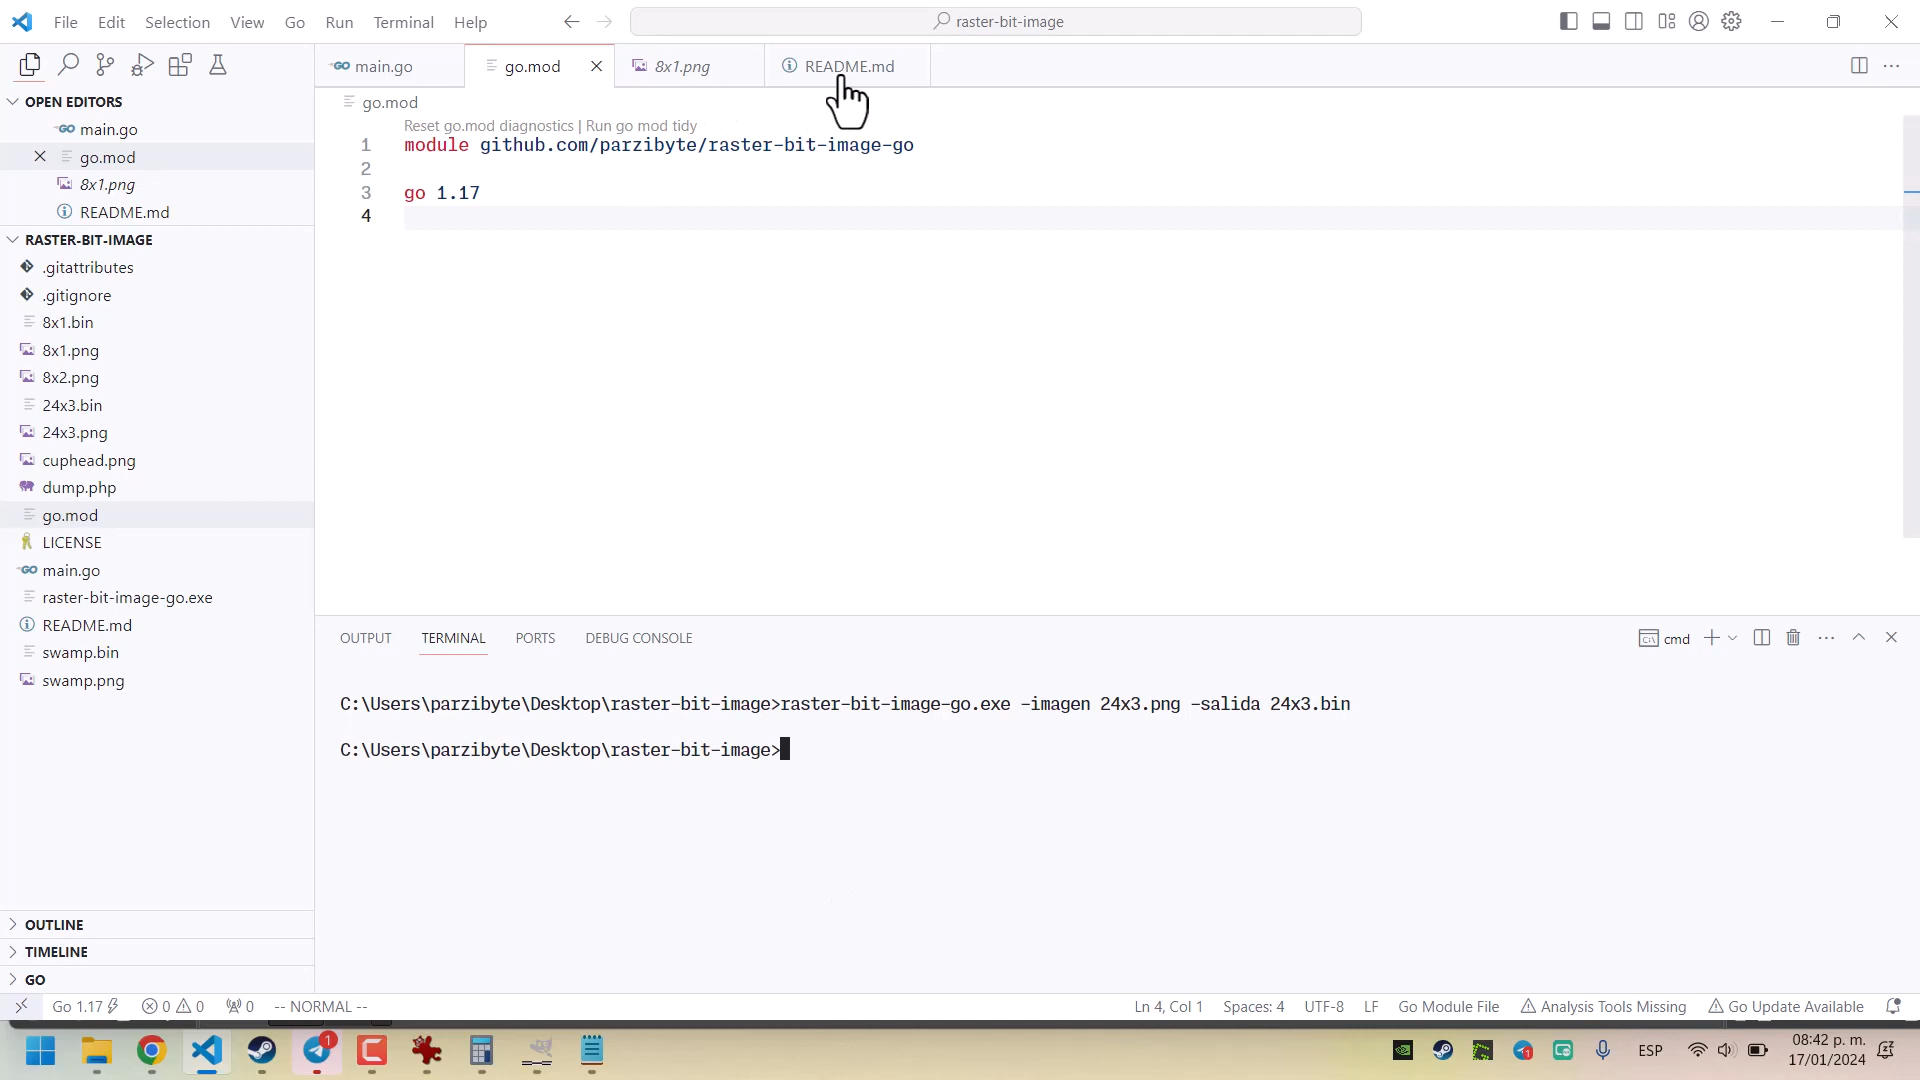 File Edit Selection View Go Run Terminal Help
raster-bit-image
main.go
go.mod
8x1.png
README.md
OPEN EDITORS
main.go
go.mod
8x1.png
README.md
RASTER-BIT-IMAGE
.gitattributes
.gitignore
8x1.bin
8x1.png
8x2.png
24x3.bin
24x3.png
cuphead.png
dump.php
go.mod
LICENSE
main.go
raster-bit-image-go.exe
README.md
swamp.bin
swamp.png
OUTLINE
TIMELINE
GO
go.mod
Reset go.mod diagnostics | Run go mod tidy
1 module github.com/parzibyte/raster-bit-image-go
2
3 go 1.17
4
OUTPUT TERMINAL PORTS DEBUG CONSOLE
cmd
C:\Users\parzibyte\Desktop\raster-bit-image>raster-bit-image-go.exe -imagen 24x3.png -salida 24x3.bin
C:\Users\parzibyte\Desktop\raster-bit-image>
Go 1.17 0 0 0 -- NORMAL --
Ln 4, Col 1 Spaces: 4 UTF-8 LF Go Module File Analysis Tools Missing Go Update Available
1
1
ESP
08:42 p. m.
17/01/2024